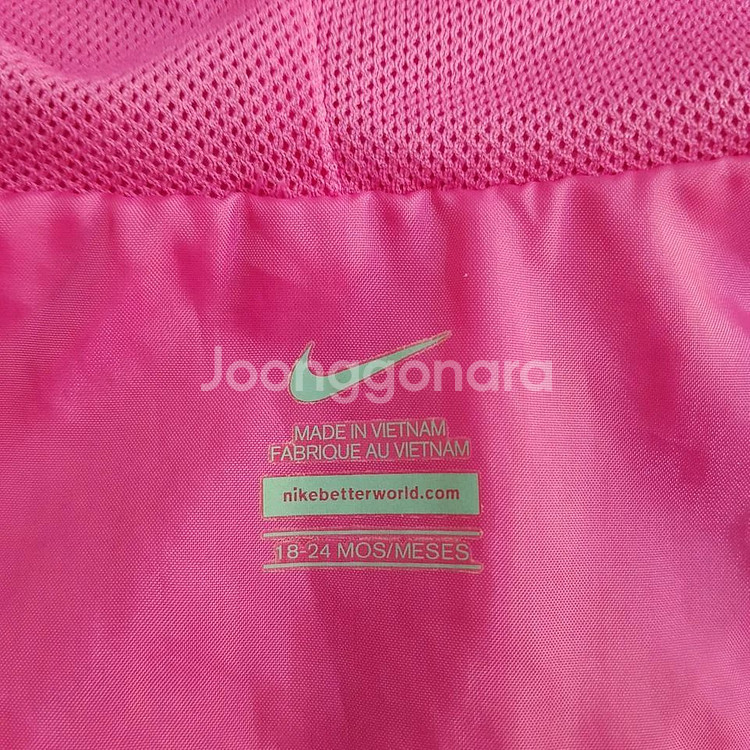 Joonggonara
MADE IN VIETNAM
FABRIQUE AU VIETNAM
nikebetterworld.com
18-24 MOS/MESES